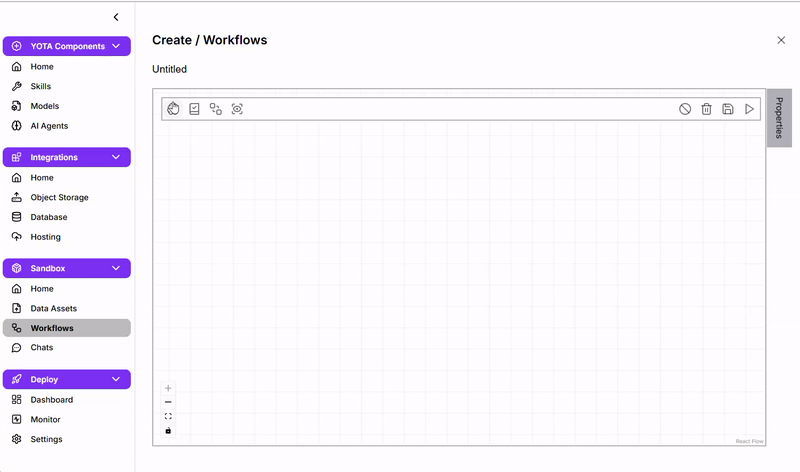 YOTA Components
Home
Skills
Models
AI Agents
Integrations
Home
Object Storage
Database
Hosting
Sandbox
Home
Data Assets
Workflows
Chats
Deploy
Dashboard
Monitor
Settings
Create / Workflows
Untitled
Properties
React Flow